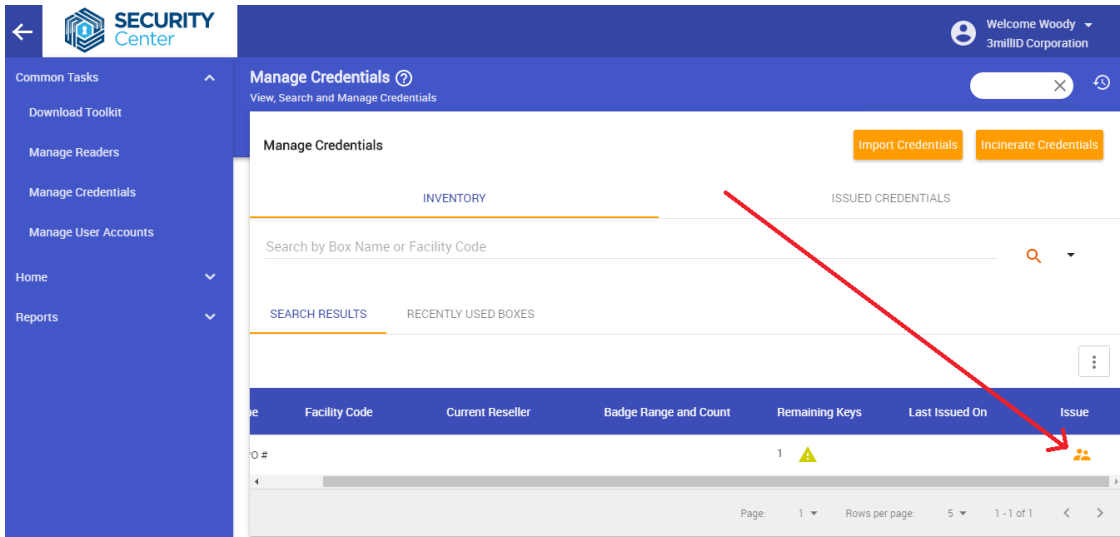 SECURITY
Center
Welcome Woody
3millID Corporation
Common Tasks
Download Toolkit
Manage Readers
Manage Credentials
Manage User Accounts
Home
Reports
Manage Credentials
View, Search and Manage Credentials
Manage Credentials
Import Credentials
Incinerate Credentials
INVENTORY
ISSUED CREDENTIALS
Search by Box Name or Facility Code
SEARCH RESULTS
RECENTLY USED BOXES
Facility Code
Current Reseller
Badge Range and Count
Remaining Keys
Last Issued On
Issue
1
Page: 1
Rows per page: 5
1 - 1 of 1